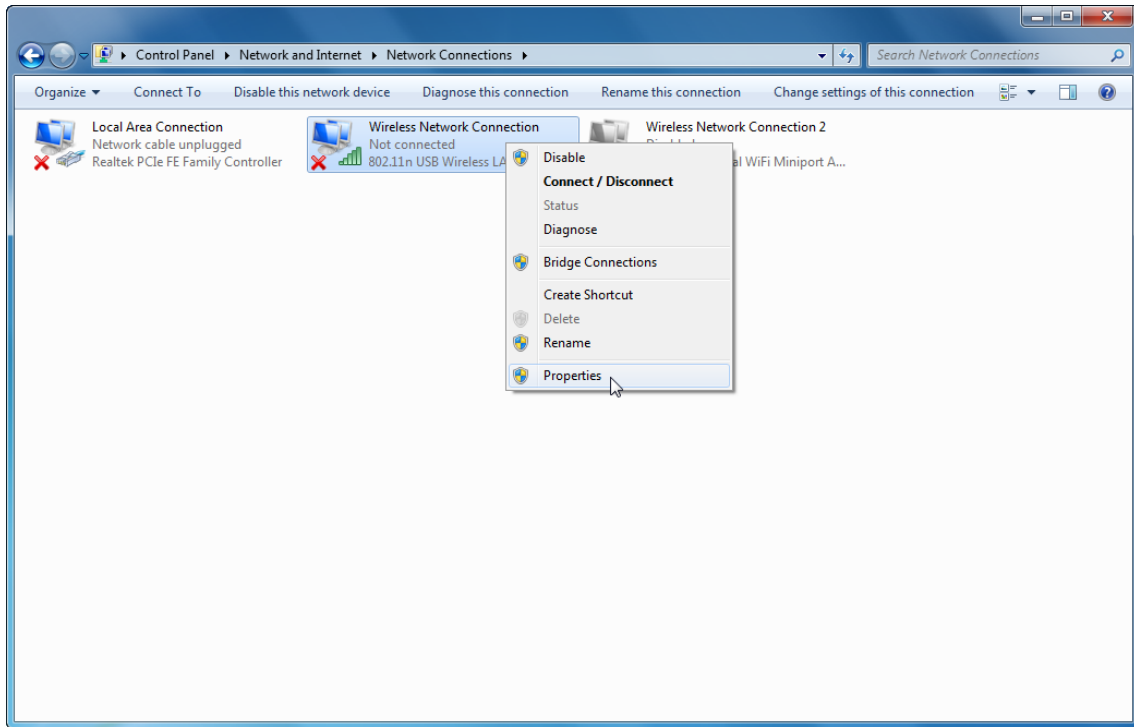 Control Panel Network and Internet Network Connections
Search Network Connections
Organize Connect To Disable this network device Diagnose this connection Rename this connection Change settings of this connection
Local Area Connection
Network cable unplugged
Realtek PCIe FE Family Controller
Wireless Network Connection
Not connected
802.11n USB Wireless LA
Wireless Network Connection 2
WiFi Miniport A...
Disable
Connect / Disconnect
Status
Diagnose
Bridge Connections
Create Shortcut
Delete
Rename
Properties